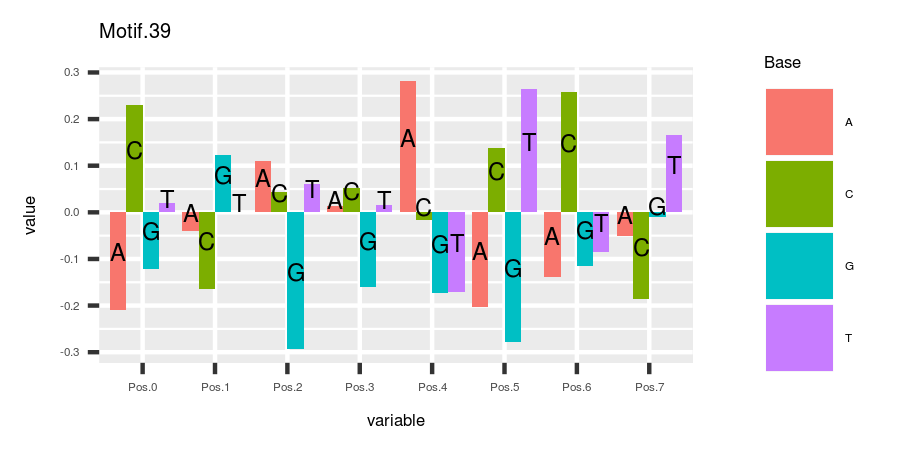 Motif.39
Base
0.3
0.2
0.1
0.0
-0.1
-0.2
-0.3
value
A C G T A C G T A C G T A C G T A C G T A C G T A C G T A C G T
Pos.0 Pos.1 Pos.2 Pos.3 Pos.4 Pos.5 Pos.6 Pos.7
variable
A
C
G
T